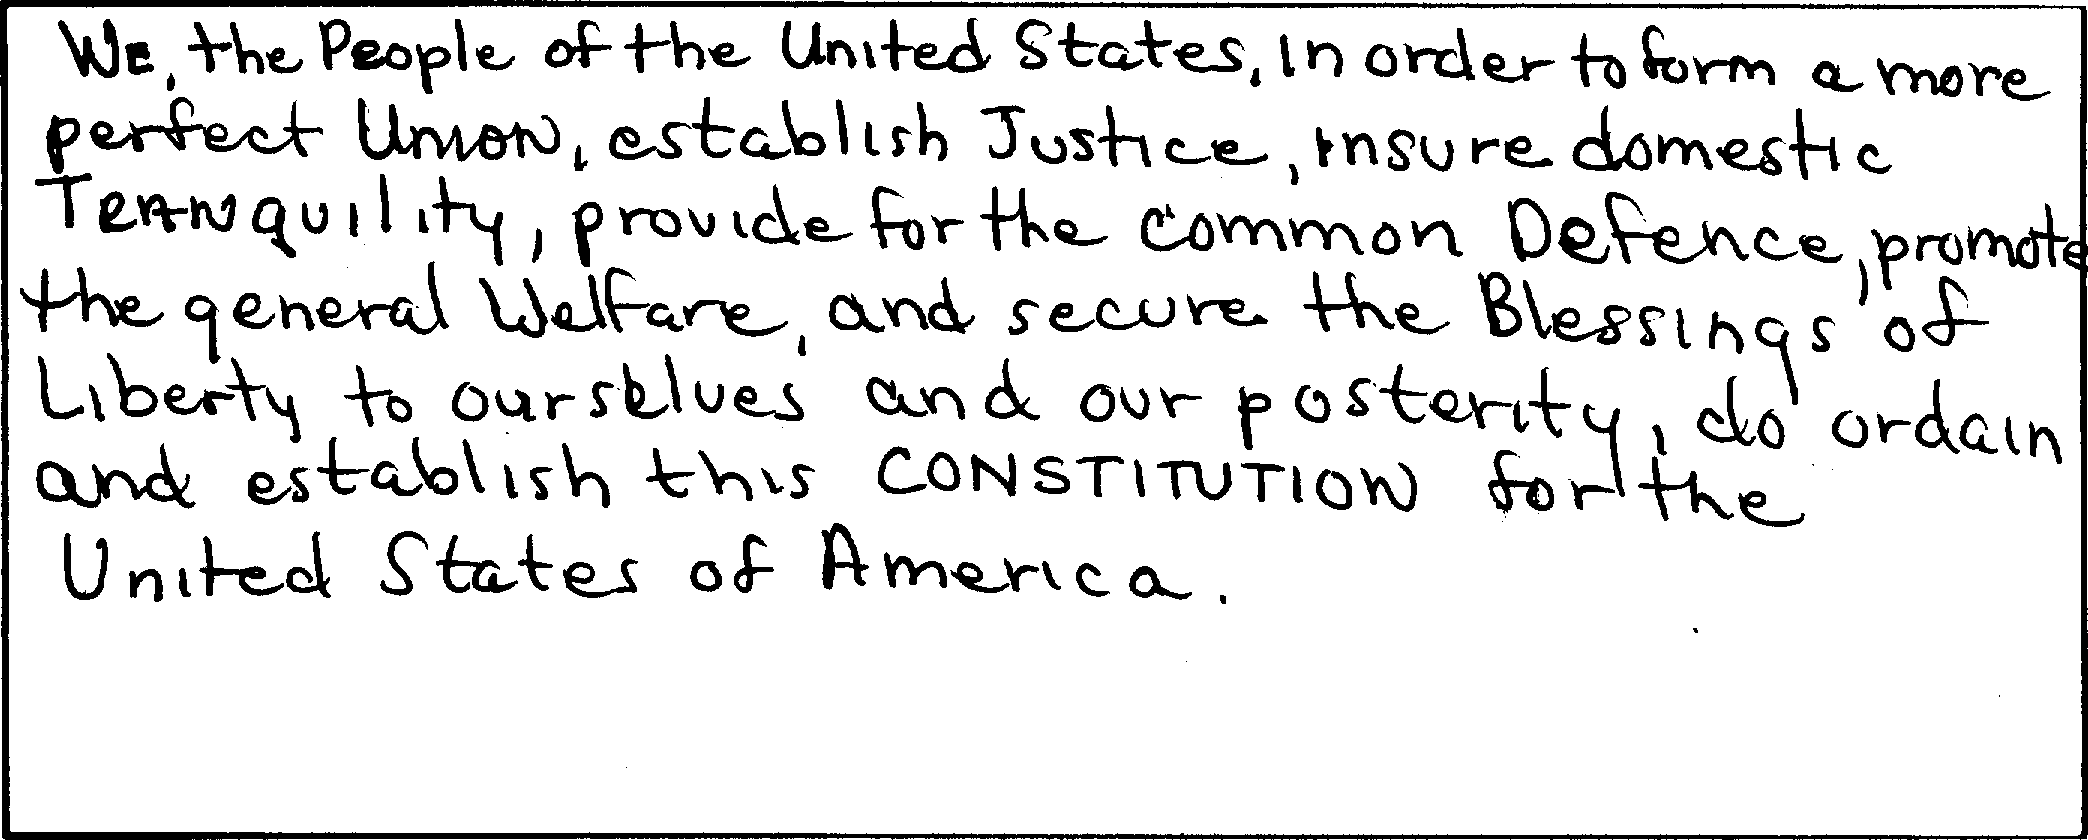 We, the People of the United States, in order to form a more
perfect Union, establish Justice, insure domestic
Tranquility, provide for the common Defence, promote
the general Welfare, and secure the Blessings of
Liberty to ourselves and our posterity, do ordain
and establish this CONSTITUTION for the
United States of America.